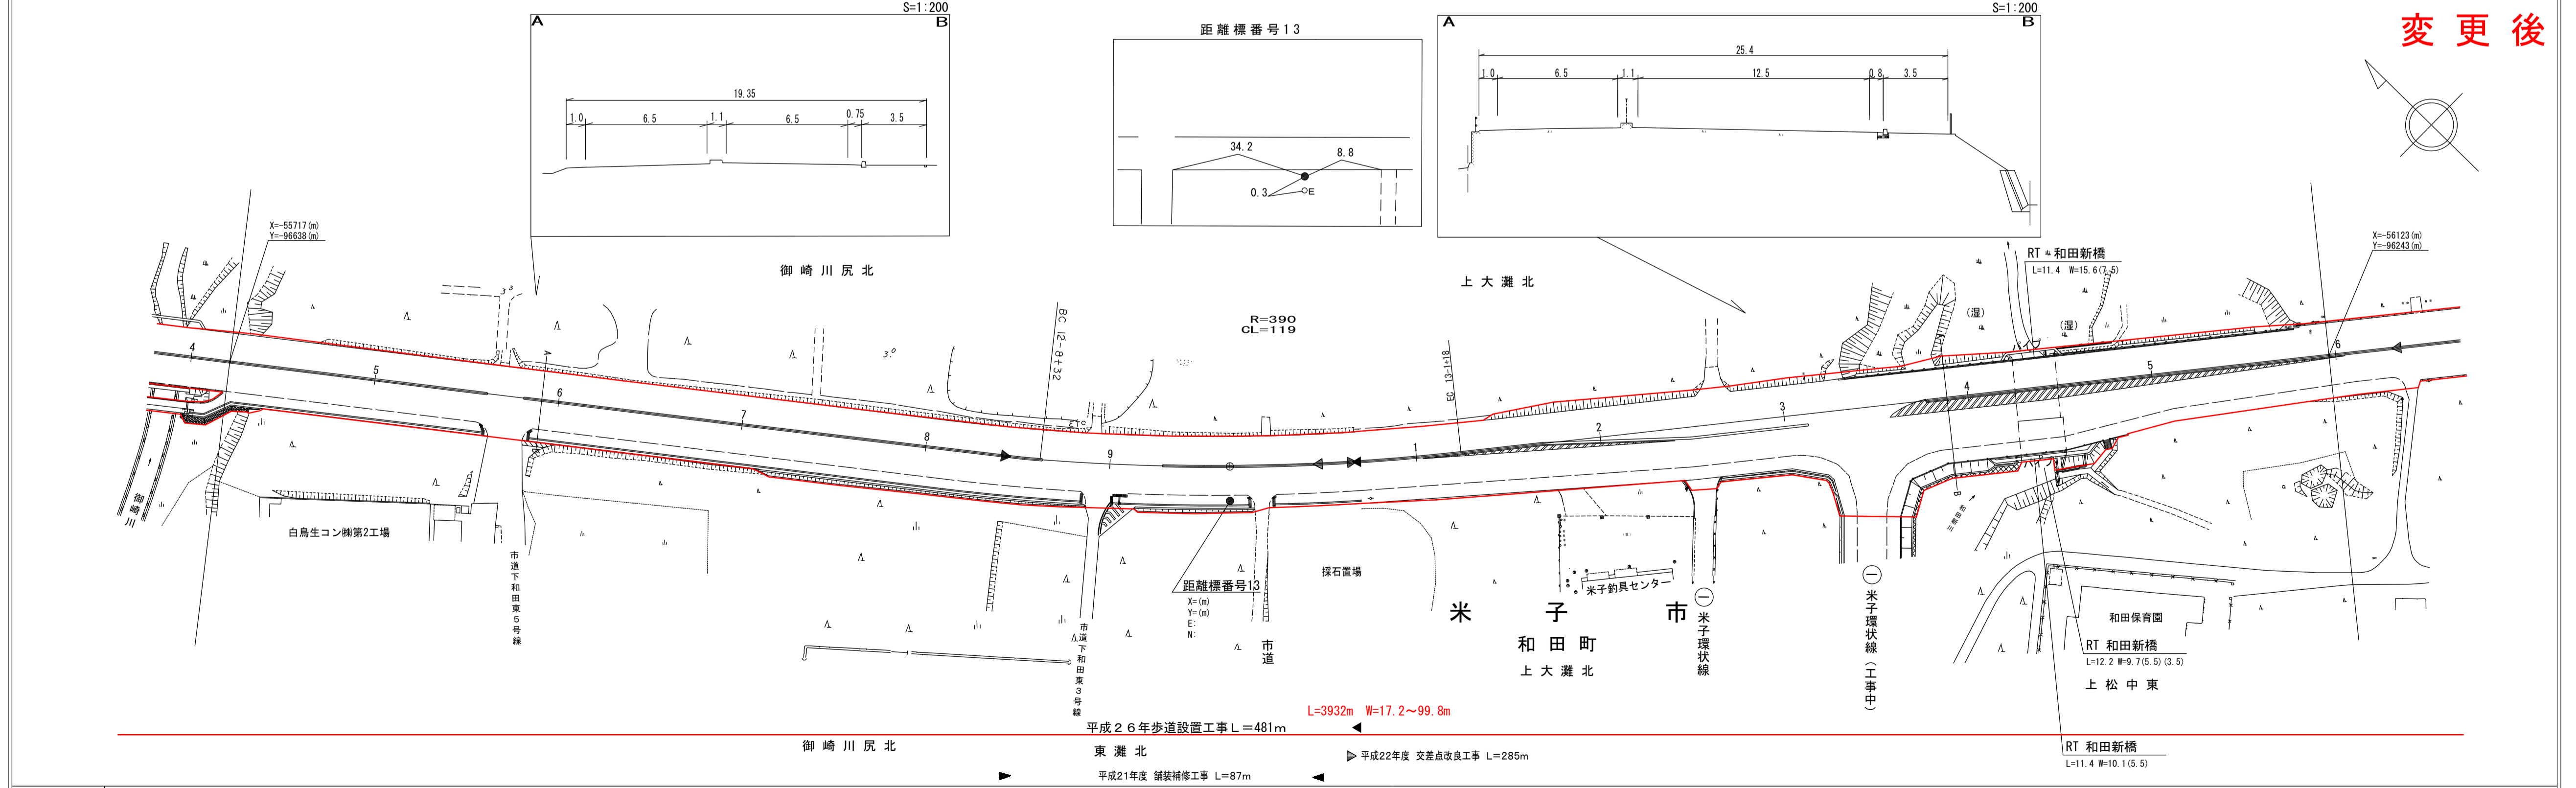 変更後
S=1:200
A
B
19.35
1.0
6.5
1.1
6.5
0.75
3.5
距離標番号13
34.2
8.8
0.3
E
S=1:200
A
B
25.4
1.0
6.5
1.1
12.5
0.8
3.5
X=-55717(m)
Y=-96638(m)
御崎川尻北
上大灘北
R=390
CL=119
BC 12-8+32
EC 13-1+18
RT 和田新橋
L=11.4 W=15.6(7.5)
X=-56123(m)
Y=-96243(m)
(湿)
(湿)
3.3
3.0
4
5
6
7
8
9
1
2
3
4
5
6
A
B
ETC
御崎川
白鳥生コン㈱第2工場
市道下和田東5号線
市道下和田東3号線
距離標番号13
X=(m)
Y=(m)
E:
N:
市道
採石置場
米子釣具センター
米子市
和田町
上大灘北
㊀米子環状線
㊀米子環状線(工事中)
和田保育園
RT 和田新橋
L=12.2 W=9.7(5.5)(3.5)
上松中東
RT 和田新橋
L=11.4 W=10.1(5.5)
L=3932m W=17.2～99.8m
平成26年歩道設置工事L=481m
御崎川尻北
東灘北
平成22年度 交差点改良工事 L=285m
平成21年度 舗装補修工事 L=87m